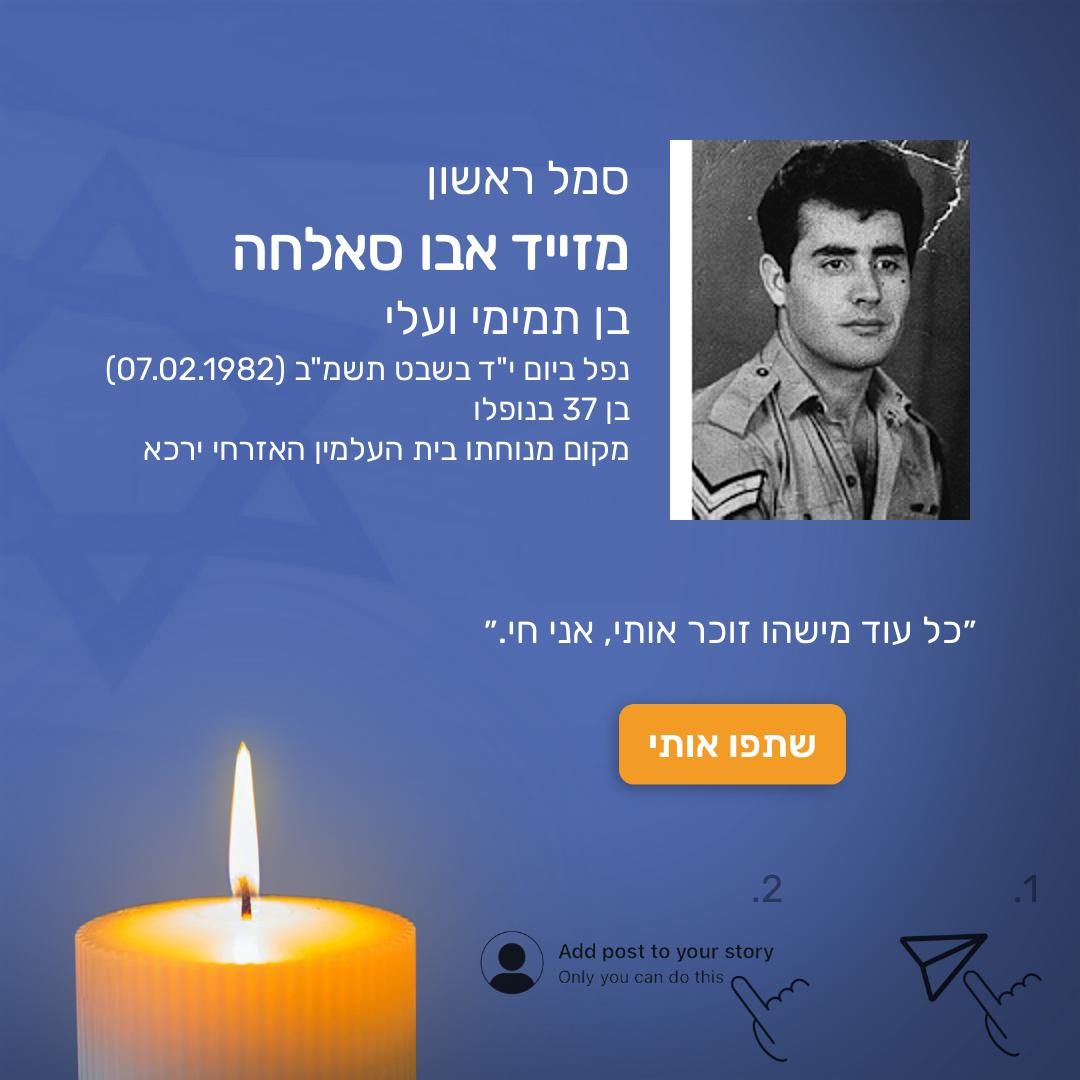 סמל ראשון
מזייד אבו סאלחה
בן תמימי ועלי
נפל ביום י"ד בשבט תשמ"ב (07.02.1982)
בן 37 בנופלו
מקום מנוחתו בית העלמין האזרחי ירכא
”כל עוד מישהו זוכר אותי, אני חי.”
שתפו אותי
1.
2.
Add post to your story
Only you can do this